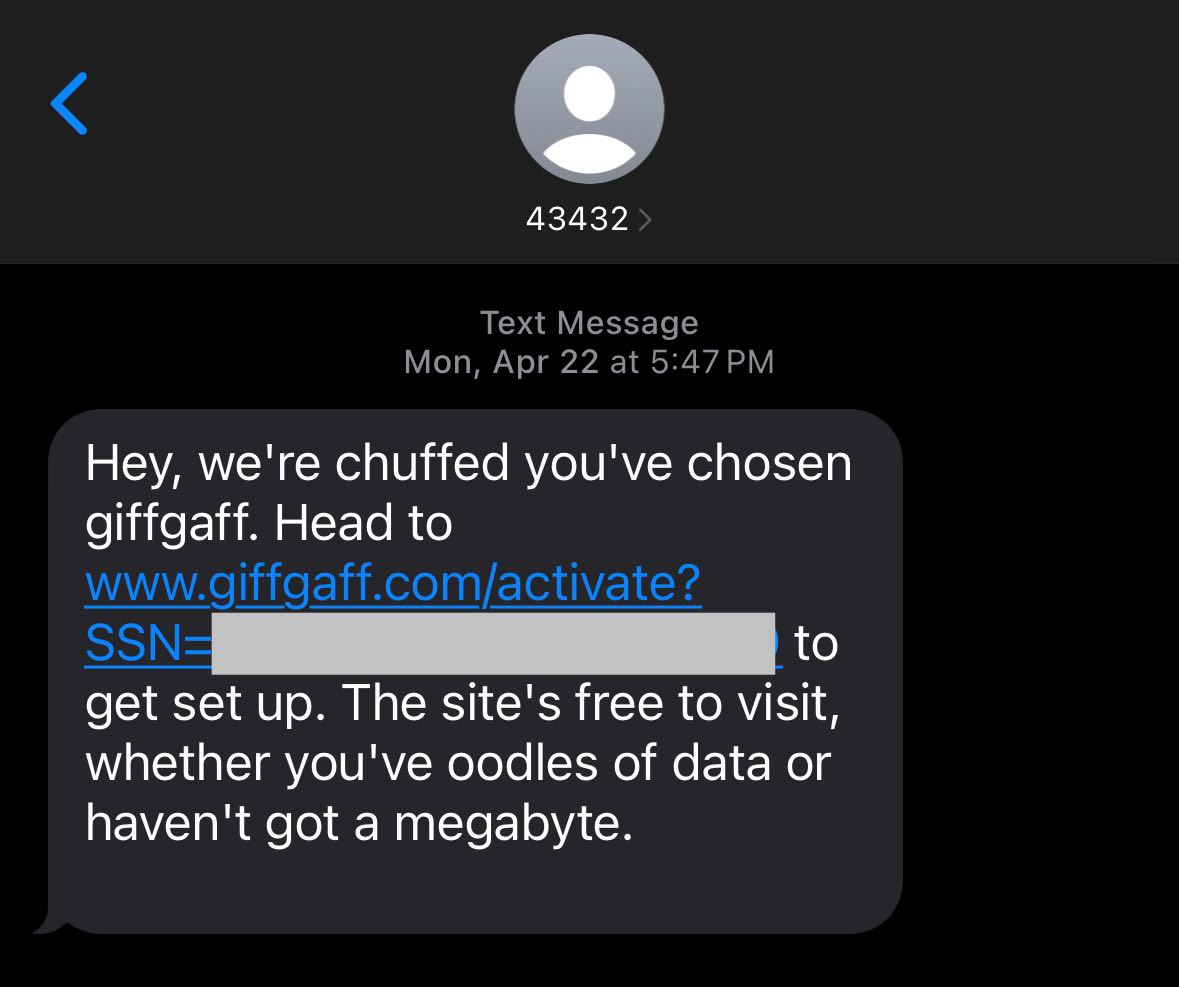 43432
Text Message
Mon, Apr 22 at 5:47 PM
Hey, we're chuffed you've chosen
giffgaff. Head to
www.giffgaff.com/activate?
SSN= to
get set up. The site's free to visit,
whether you've oodles of data or
haven't got a megabyte.